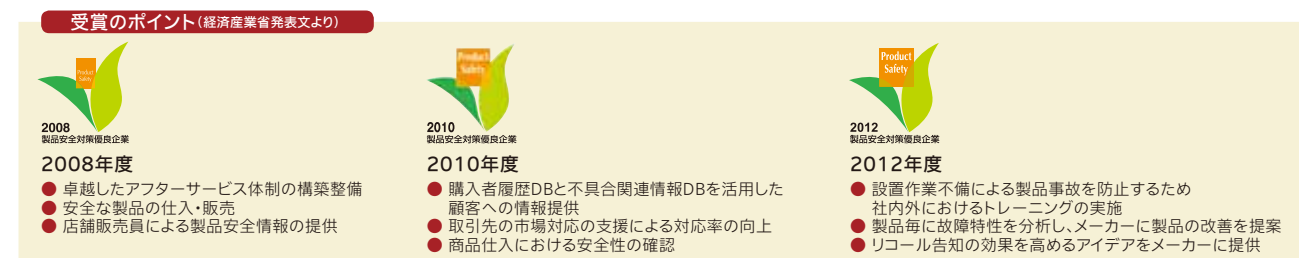 受賞のポイント(経済産業省発表文より)
Product
Safety
2008
製品安全対策優良企業
2008年度
● 卓越したアフターサービス体制の構築整備
● 安全な製品の仕入・販売
● 店舗販売員による製品安全情報の提供
Product
Safety
2010
製品安全対策優良企業
2010年度
● 購入者履歴DBと不具合関連情報DBを活用した
顧客への情報提供
● 取引先の市場対応の支援による対応率の向上
● 商品仕入における安全性の確認
Product
Safety
2012
製品安全対策優良企業
2012年度
● 設置作業不備による製品事故を防止するため
社内外におけるトレーニングの実施
● 製品毎に故障特性を分析し、メーカーに製品の改善を提案
● リコール告知の効果を高めるアイデアをメーカーに提供